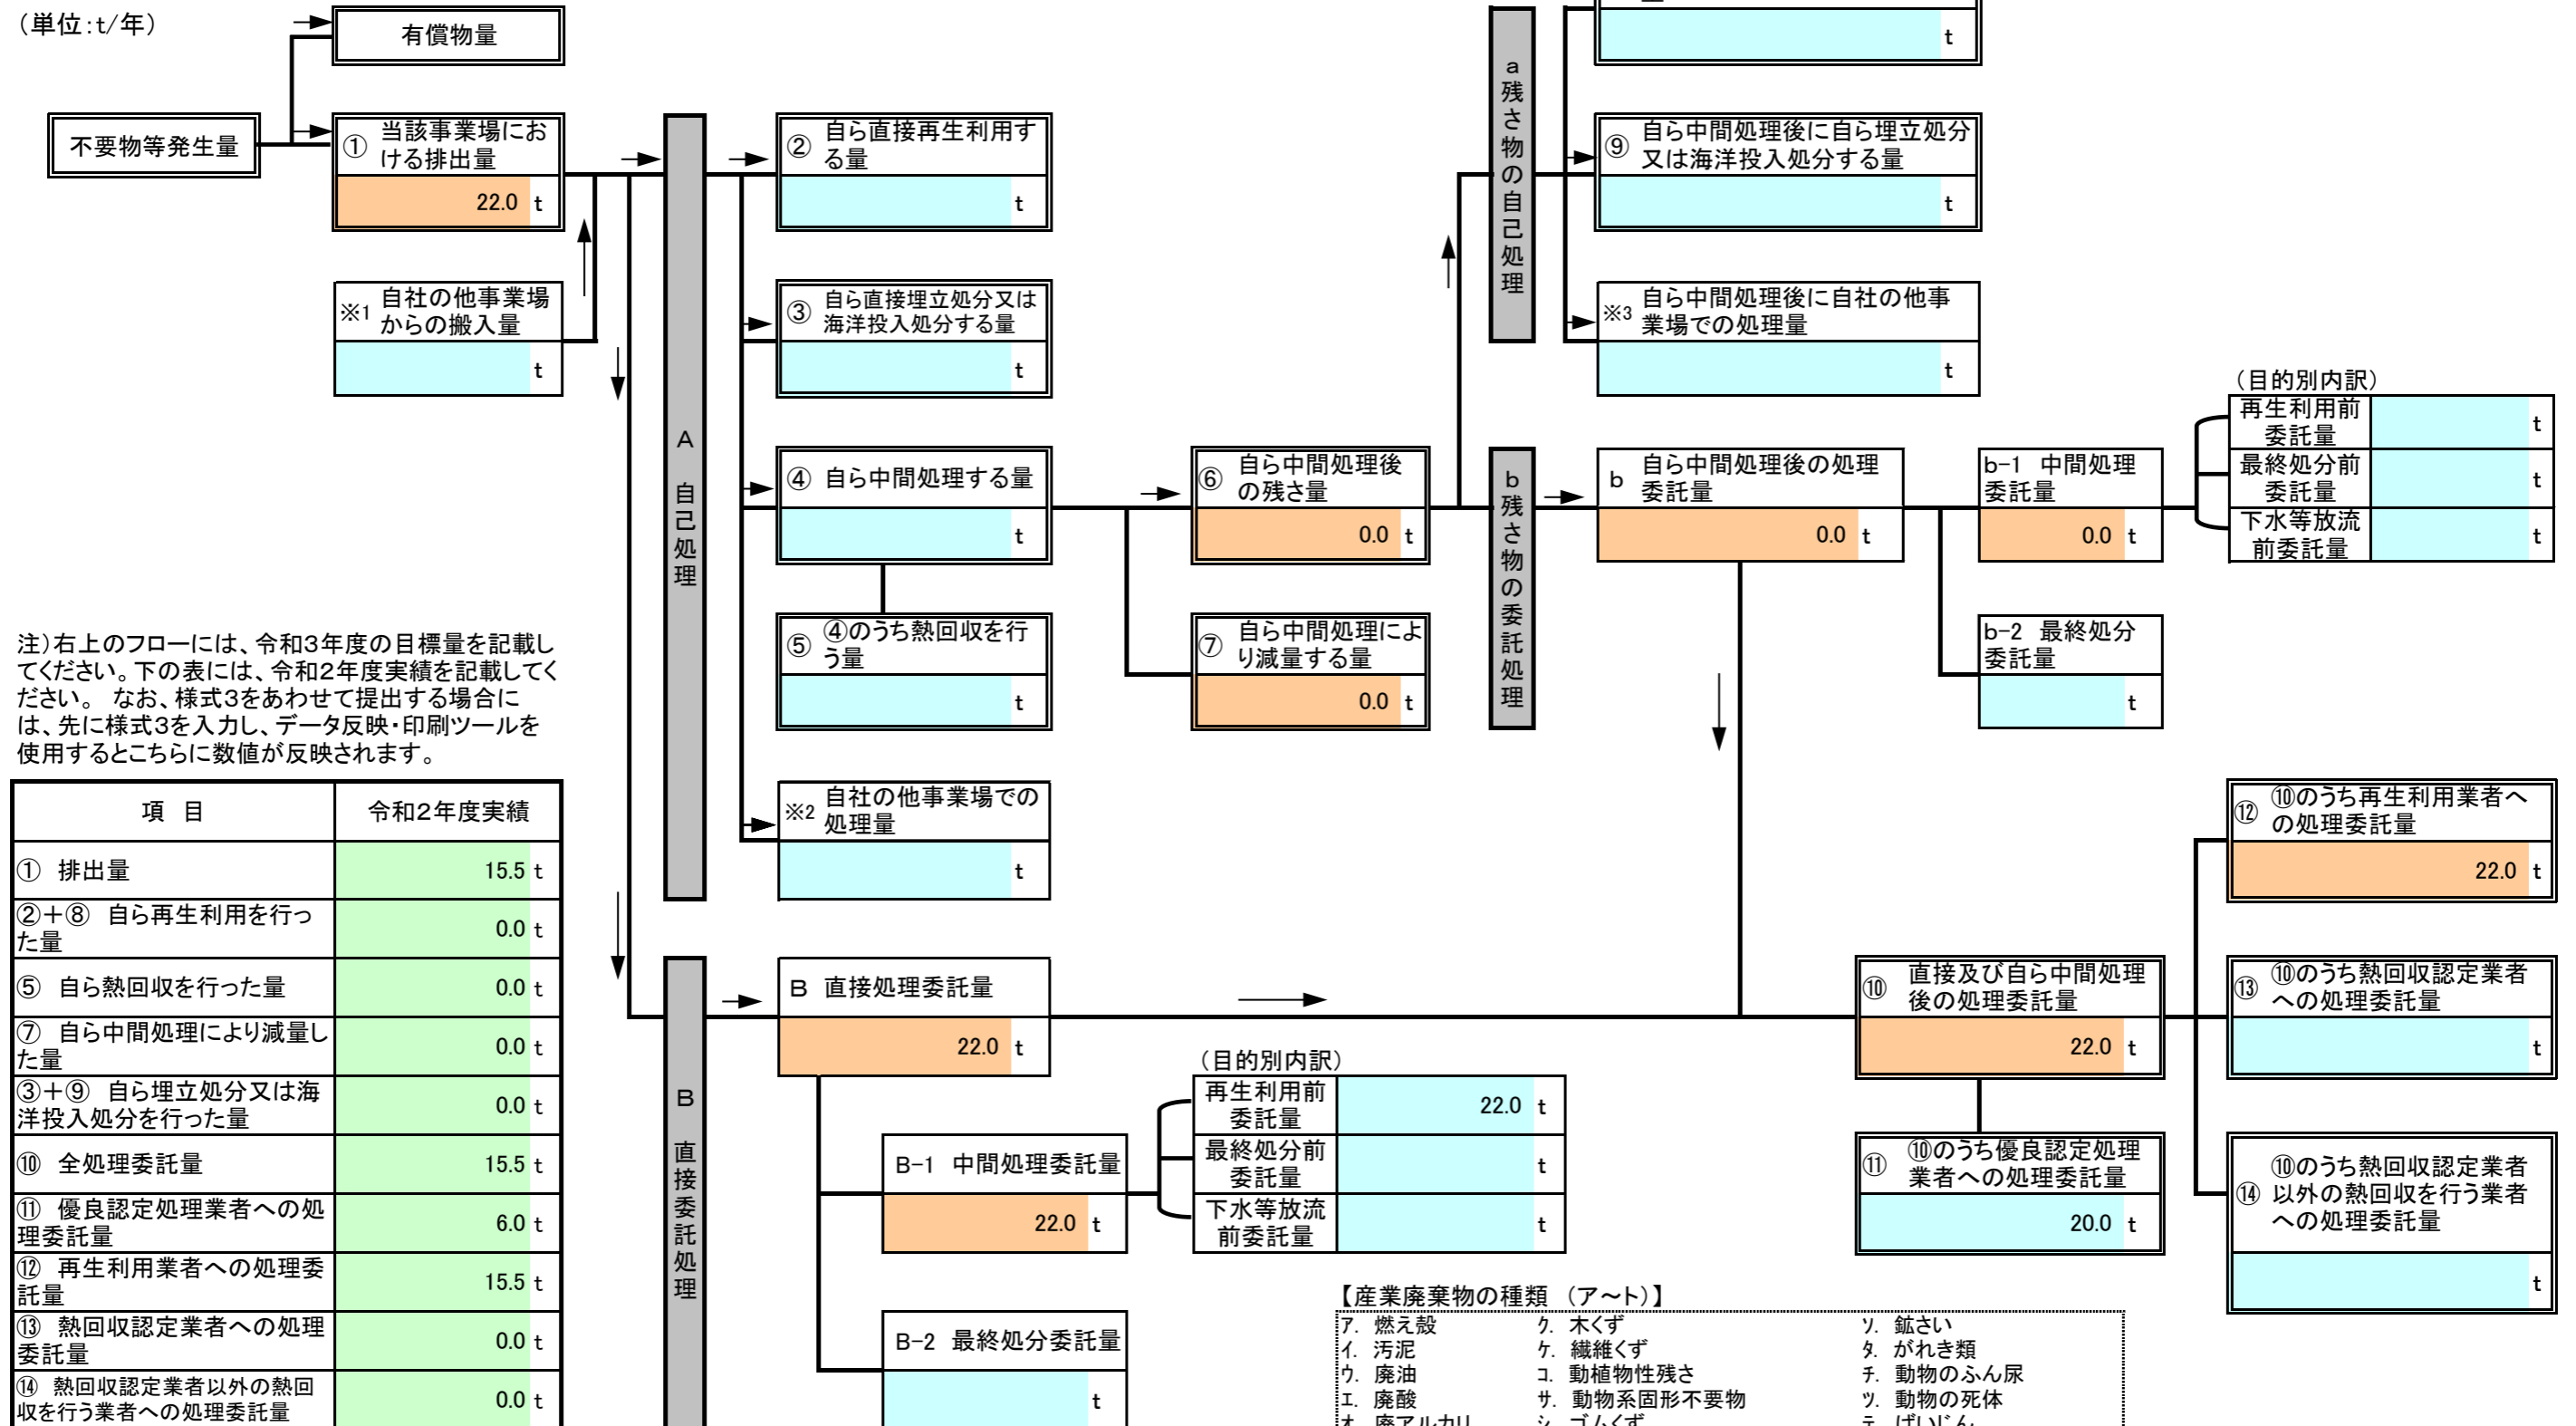 （単位：t/年）
有償物量
不要物等発生量
① 当該事業場にお
ける排出量
22.0 t
※1 自社の他事業場
からの搬入量
t
A 自己処理
② 自ら直接再生利用す
る量
t
③ 自ら直接埋立処分又は
海洋投入処分する量
t
④ 自ら中間処理する量
t
⑤ ④のうち熱回収を行
う量
t
※2 自社の他事業場での
処理量
t
⑥ 自ら中間処理後
の残さ量
0.0 t
⑦ 自ら中間処理によ
り減量する量
0.0 t
a残さ物の自己処理
t
⑨ 自ら中間処理後に自ら埋立処分
又は海洋投入処分する量
t
※3 自ら中間処理後に自社の他事
業場での処理量
t
b残さ物の委託処理
b 自ら中間処理後の処理
委託量
0.0 t
b-1 中間処理
委託量
0.0 t
（目的別内訳）
再生利用前
委託量
t
最終処分前
委託量
t
下水等放流
前委託量
t
b-2 最終処分
委託量
t
注）右上のフローには、令和3年度の目標量を記載し
てください。下の表には、令和2年度実績を記載してく
ださい。 なお、様式3をあわせて提出する場合に
は、先に様式3を入力し、データ反映・印刷ツールを
使用するとこちらに数値が反映されます。
項 目 令和2年度実績
① 排出量 15.5 t
②＋⑧ 自ら再生利用を行っ
た量 0.0 t
⑤ 自ら熱回収を行った量 0.0 t
⑦ 自ら中間処理により減量し
た量 0.0 t
③＋⑨ 自ら埋立処分又は海
洋投入処分を行った量 0.0 t
⑩ 全処理委託量 15.5 t
⑪ 優良認定処理業者への処
理委託量 6.0 t
⑫ 再生利用業者への処理委
託量 15.5 t
⑬ 熱回収認定業者への処理
委託量 0.0 t
⑭ 熱回収認定業者以外の熱回
収を行う業者への処理委託量 0.0 t
B 直接委託処理
B 直接処理委託量
22.0 t
B-1 中間処理委託量
22.0 t
（目的別内訳）
再生利用前
委託量
22.0 t
最終処分前
委託量
t
下水等放流
前委託量
t
B-2 最終処分委託量
t
⑩ 直接及び自ら中間処理
後の処理委託量
22.0 t
⑪ ⑩のうち優良認定処理
業者への処理委託量
20.0 t
⑫ ⑩のうち再生利用業者へ
の処理委託量
22.0 t
⑬ ⑩のうち熱回収認定業者
への処理委託量
t
⑭ ⑩のうち熱回収認定業者
以外の熱回収を行う業者
への処理委託量
t
【産業廃棄物の種類 （ア～ト）】
ｱ. 燃え殻 ｸ. 木くず ｿ. 鉱さい
ｲ. 汚泥 ｹ. 繊維くず ﾀ. がれき類
ｳ. 廃油 ｺ. 動植物性残さ ﾁ. 動物のふん尿
ｴ. 廃酸 ｻ. 動物系固形不要物 ﾂ. 動物の死体
ｵ. 廃アルカリ ｼ. ゴムくず ﾃ. ばいじん